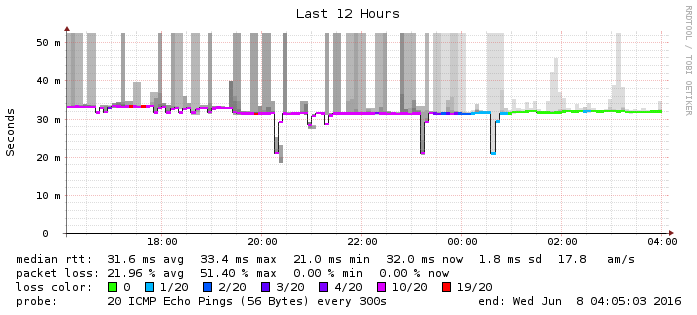 Last 12 Hours
RRDTOOL / TOBI OETIKER
Seconds
50 m
40 m
30 m
20 m
10 m
0
18:00 20:00 22:00 00:00 02:00 04:00
median rtt: 31.6 ms avg 33.4 ms max 21.0 ms min 32.0 ms now 1.8 ms sd 17.8 am/s
packet loss: 21.96 % avg 51.40 % max 0.00 % min 0.00 % now
loss color: 0 1/20 2/20 3/20 4/20 10/20 19/20
probe: 20 ICMP Echo Pings (56 Bytes) every 300s end: Wed Jun 8 04:05:03 2016